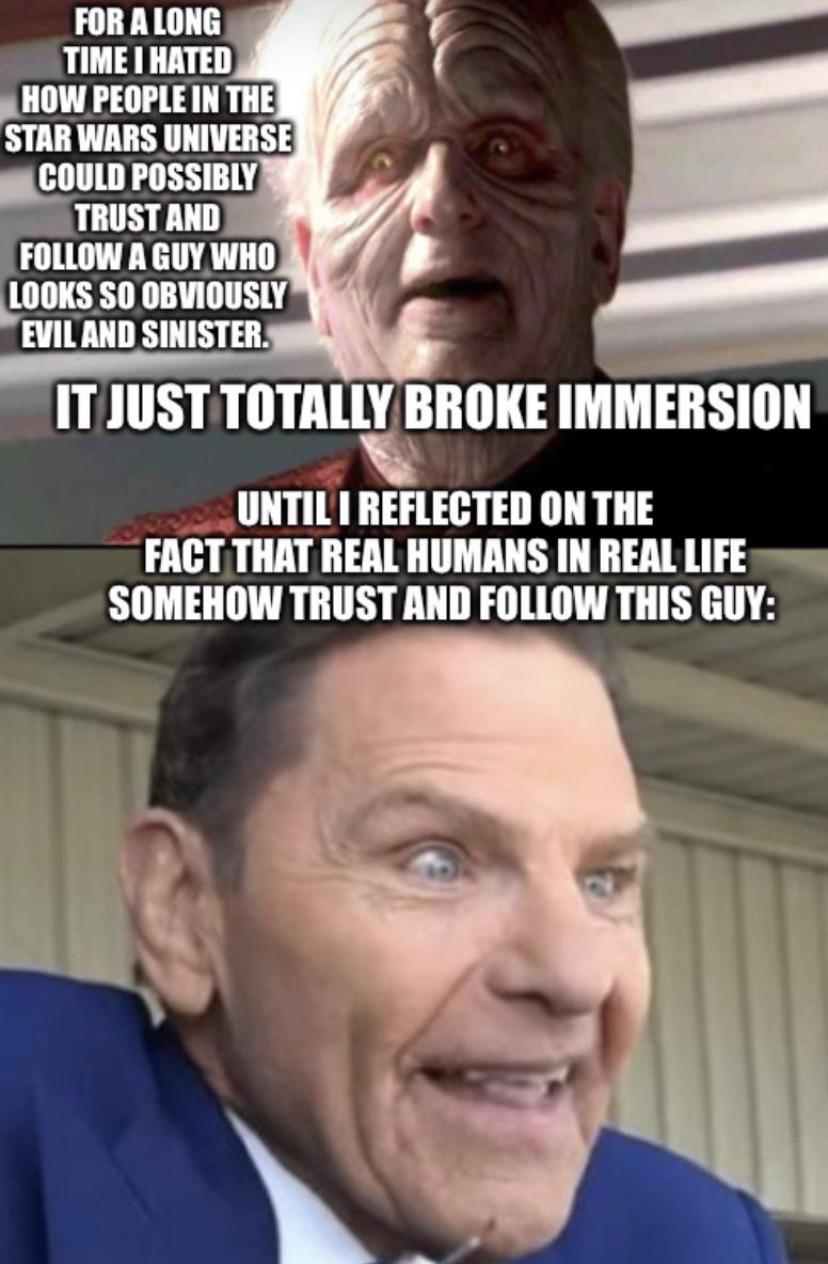 FOR A LONG
TIME I HATED
HOW PEOPLE IN THE
STAR WARS UNIVERSE
COULD POSSIBLY
TRUST AND
FOLLOW A GUY WHO
LOOKS SO OBVIOUSLY
EVIL AND SINISTER.
IT JUST TOTALLY BROKE IMMERSION
UNTIL I REFLECTED ON THE
FACT THAT REAL HUMANS IN REAL LIFE
SOMEHOW TRUST AND FOLLOW THIS GUY: